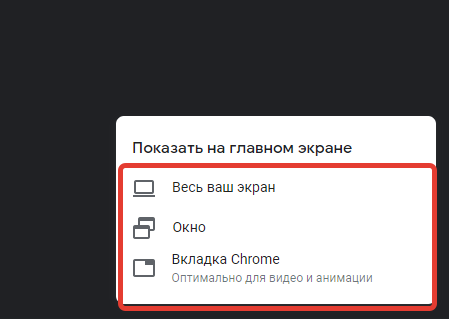 Показать на главном экране
Весь ваш экран
Окно
Вкладка Chrome
Оптимально для видео и анимации